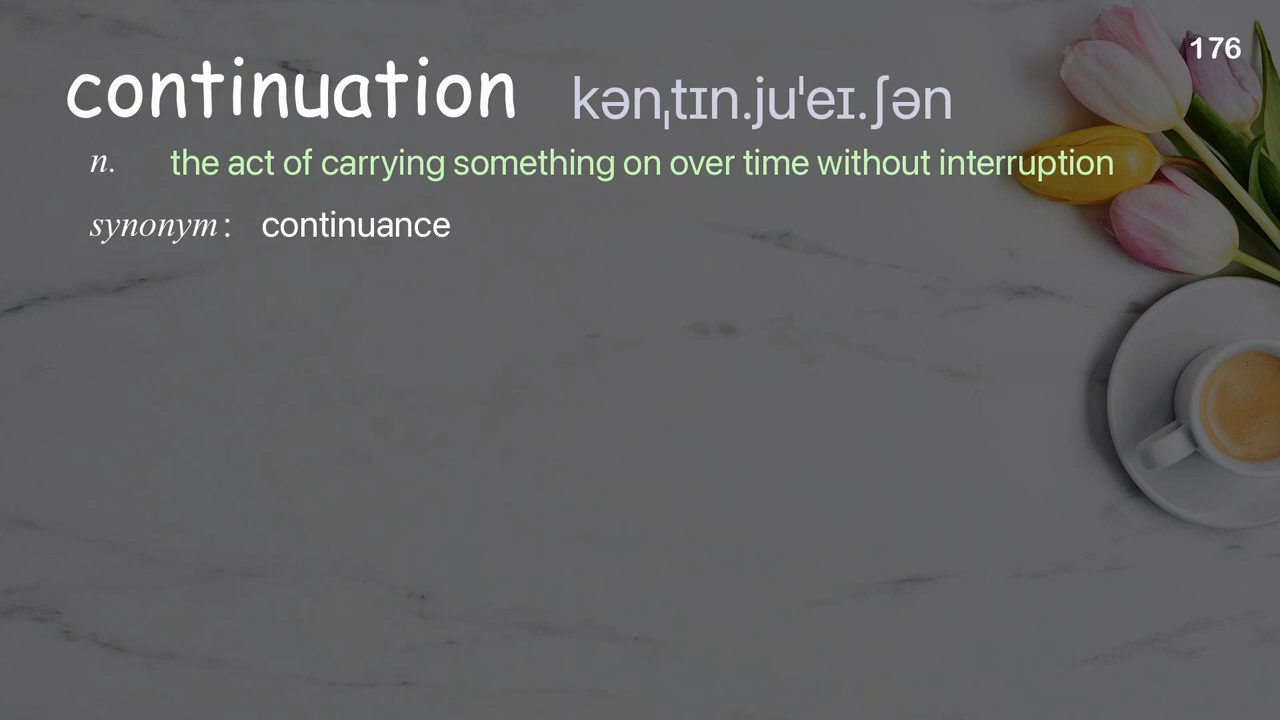 176
continuation kənˌtɪn.juˈeɪ.ʃən
n. the act of carrying something on over time without interruption
synonym: continuance